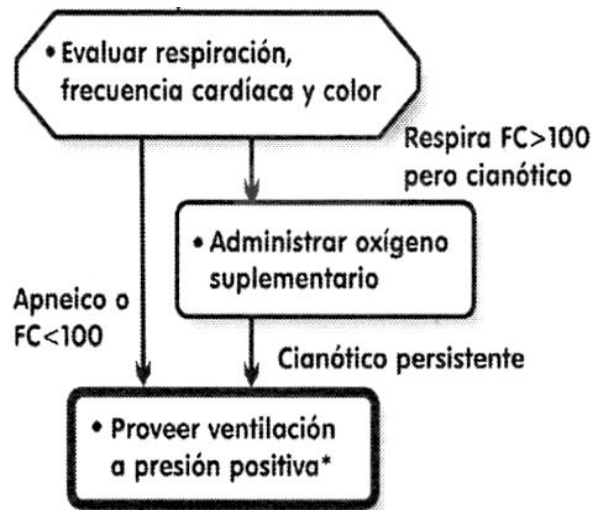 • Evaluar respiración,
frecuencia cardíaca y color
Respira FC>100
pero cianótico
• Administrar oxígeno
suplementario
Apneico o
FC<100
Cianótico persistente
• Proveer ventilación
a presión positiva*